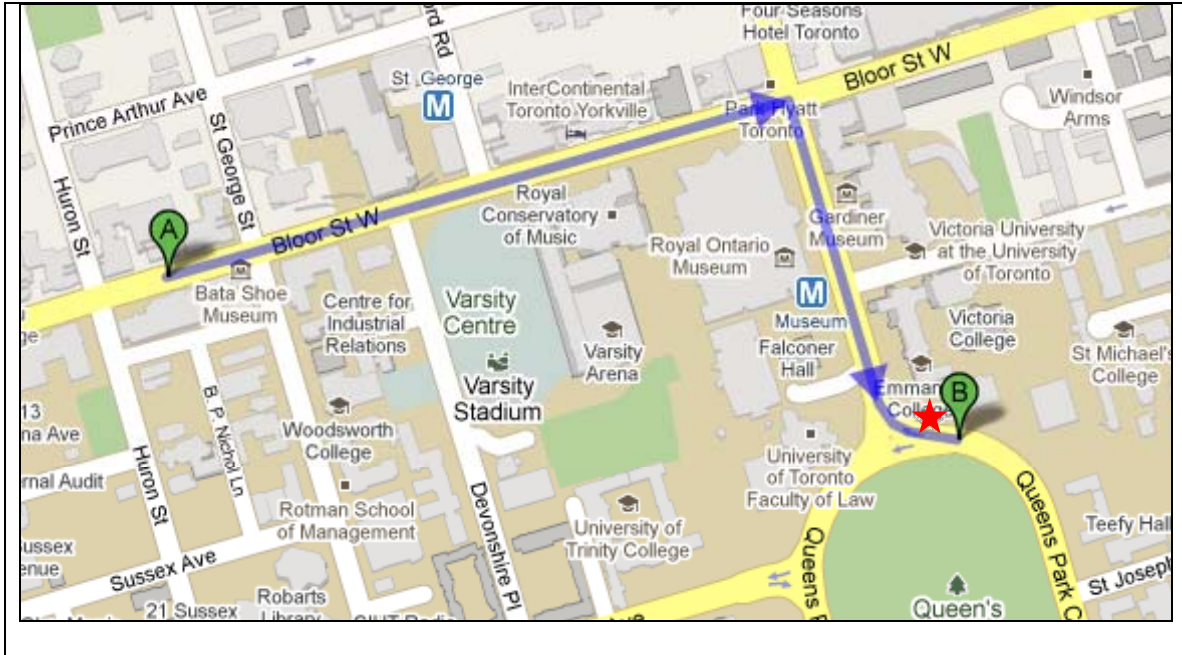 Four Seasons
Hotel Toronto
St George
M
InterContinental
Toronto Yorkville
Bloor St W
Park Hyatt
Toronto
Windsor
Arms
Prince Arthur Ave
St George St
Huron St
A
Bloor St W
Royal
Conservatory
of Music
Gardiner
Museum
Royal Ontario
Museum
Victoria University
at the University
of Toronto
Bata Shoe
Museum
Centre for
Industrial
Relations
Varsity
Centre
M
Museum
Victoria
College
Varsity
Arena
Falconer
Hall
St Michael's
College
Varsity
Stadium
B
B. P. Nichol Ln
Woodsworth
College
University
of Toronto
Faculty of Law
Huron St
Rotman School
of Management
Devonshire Pl
University of
Trinity College
Queens Park C
Teefy Hall
Sussex Ave
Robarts
21 Sussex
Queens
St Joseph
Queen's